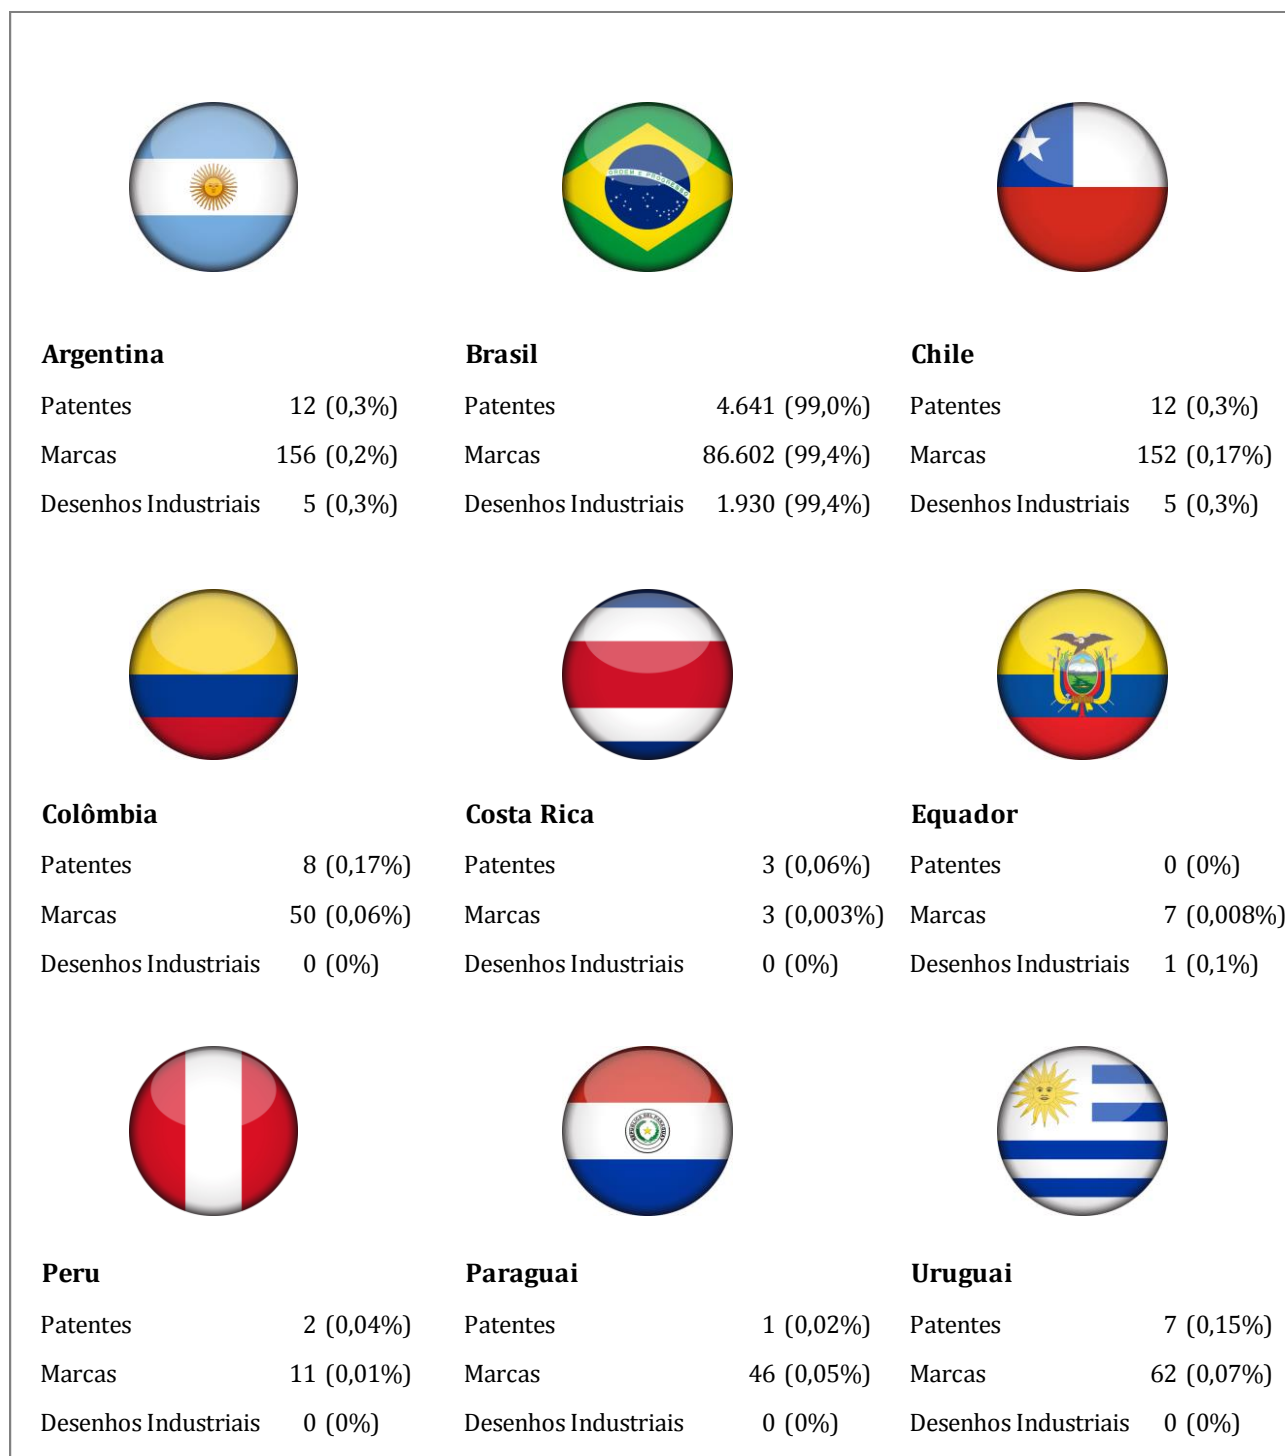 Argentina
Patentes 12 (0,3%)
Marcas 156 (0,2%)
Desenhos Industriais 5 (0,3%)
Brasil
Patentes 4.641 (99,0%)
Marcas 86.602 (99,4%)
Desenhos Industriais 1.930 (99,4%)
Chile
Patentes 12 (0,3%)
Marcas 152 (0,17%)
Desenhos Industriais 5 (0,3%)
Colômbia
Patentes 8 (0,17%)
Marcas 50 (0,06%)
Desenhos Industriais 0 (0%)
Costa Rica
Patentes 3 (0,06%)
Marcas 3 (0,003%)
Desenhos Industriais 0 (0%)
Equador
Patentes 0 (0%)
Marcas 7 (0,008%)
Desenhos Industriais 1 (0,1%)
Peru
Patentes 2 (0,04%)
Marcas 11 (0,01%)
Desenhos Industriais 0 (0%)
Paraguai
Patentes 1 (0,02%)
Marcas 46 (0,05%)
Desenhos Industriais 0 (0%)
Uruguai
Patentes 7 (0,15%)
Marcas 62 (0,07%)
Desenhos Industriais 0 (0%)
ORDEM E PROGRESSO
REPUBLICA DEL PARAGUAY